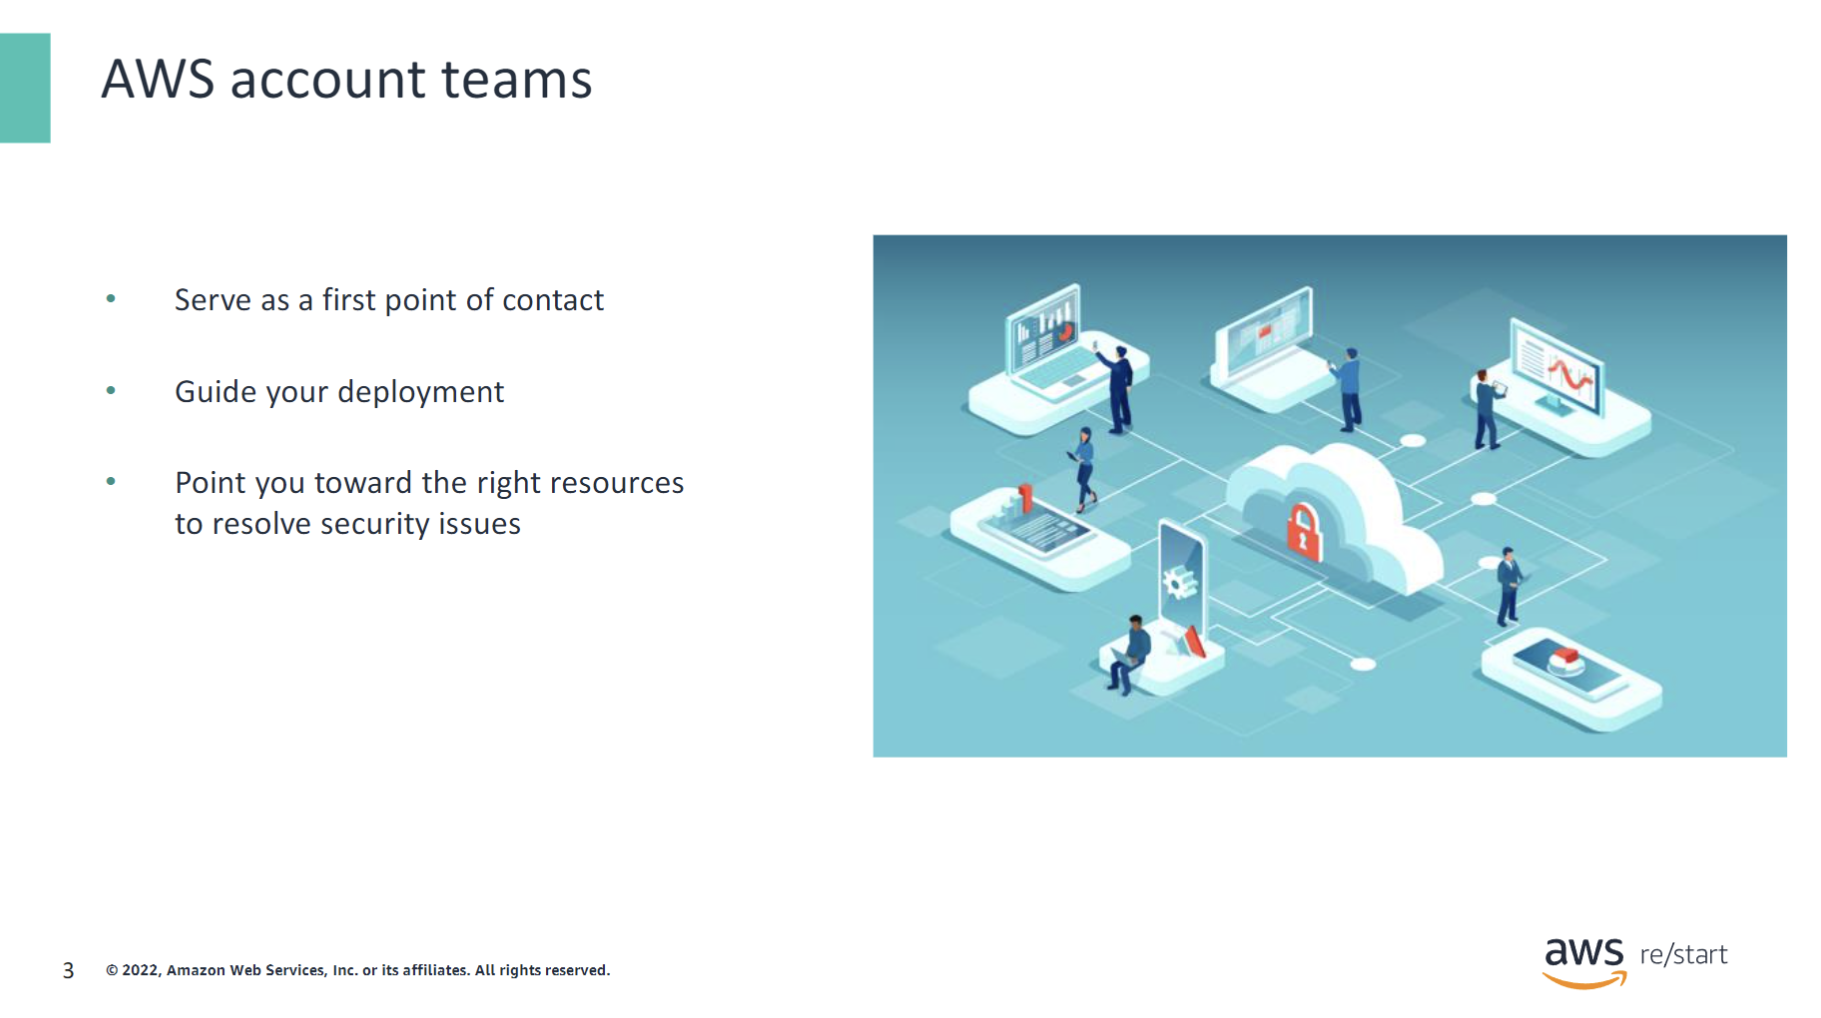 AWS account teams
• Serve as a first point of contact
• Guide your deployment
• Point you toward the right resources
to resolve security issues
3 © 2022, Amazon Web Services, Inc. or its affiliates. All rights reserved.
aws re/start